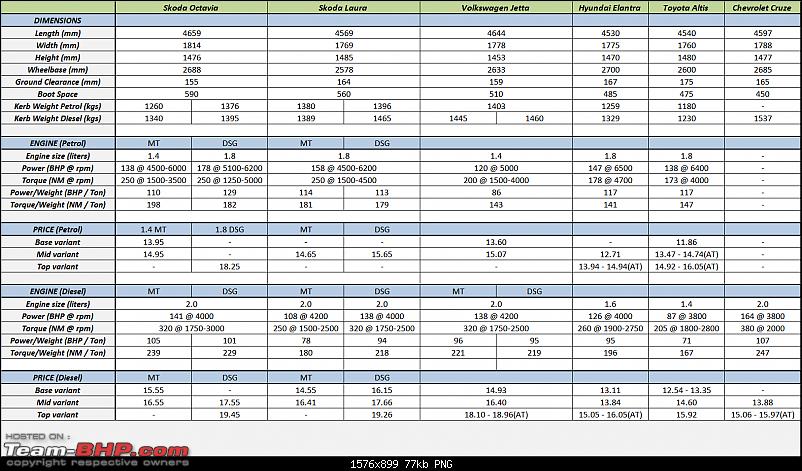 Skoda Octavia Skoda Laura Volkswagen Jetta Hyundai Elantra Toyota Altis Chevrolet Cruze
DIMENSIONS
Length (mm) 4659 4569 4644 4530 4540 4597
Width (mm) 1814 1769 1778 1775 1760 1788
Height (mm) 1476 1485 1453 1470 1480 1477
Wheelbase (mm) 2688 2578 2633 2700 2600 2685
Ground Clearance (mm) 155 164 159 167 175 165
Boot Space 590 560 510 485 475 450
Kerb Weight Petrol (kgs) 1260 1376 1380 1396 1403 1259 1180 -
Kerb Weight Diesel (kgs) 1340 1395 1389 1465 1445 1460 1329 1230 1537
ENGINE (Petrol) MT DSG MT DSG
Engine size (liters) 1.4 1.8 1.8 1.4 1.8 1.8 -
Power (BHP @ rpm) 138 @ 4500-6000 178 @ 5100-6200 158 @ 4500-6200 120 @ 5000 147 @ 6500 138 @ 6400 -
Torque (NM @ rpm) 250 @ 1500-3500 250 @ 1250-5000 250 @ 1500-4500 200 @ 1500-4000 178 @ 4700 173 @ 4000 -
Power/Weight (BHP / Ton) 110 129 114 113 86 117 117 -
Torque/Weight (NM / Ton) 198 182 181 179 143 141 147 -
PRICE (Petrol) 1.4 MT 1.8 DSG MT DSG
Base variant 13.95 - - - 13.60 - 11.86 -
Mid variant 14.95 - 14.65 15.65 15.07 12.71 13.47 - 14.74(AT) -
Top variant - 18.25 - - - 13.94 - 14.94(AT) 14.92 - 16.05(AT) -
ENGINE (Diesel) MT DSG MT DSG MT DSG
Engine size (liters) 2.0 2.0 2.0 2.0 1.6 1.4 2.0
Power (BHP @ rpm) 141 @ 4000 108 @ 4200 138 @ 4000 138 @ 4200 126 @ 4000 87 @ 3800 164 @ 3800
Torque (NM @ rpm) 320 @ 1750-3000 250 @ 1500-2500 320 @ 1750-2500 320 @ 1750-2500 260 @ 1900-2750 205 @ 1800-2800 380 @ 2000
Power/Weight (BHP / Ton) 105 101 78 94 96 95 95 71 107
Torque/Weight (NM / Ton) 239 229 180 218 221 219 196 167 247
PRICE (Diesel) MT DSG MT DSG
Base variant 15.55 - 14.55 16.15 14.93 13.11 12.54 - 13.35 -
Mid variant 16.55 17.55 16.41 17.66 16.40 13.84 14.60 13.88
Top variant - 19.45 - 19.26 18.10 - 18.96(AT) 15.05 - 16.05(AT) 15.92 15.06 - 15.97(AT)
HOSTED ON :
Team-BHP.com
copyright respective owners
1576x899 77kb PNG